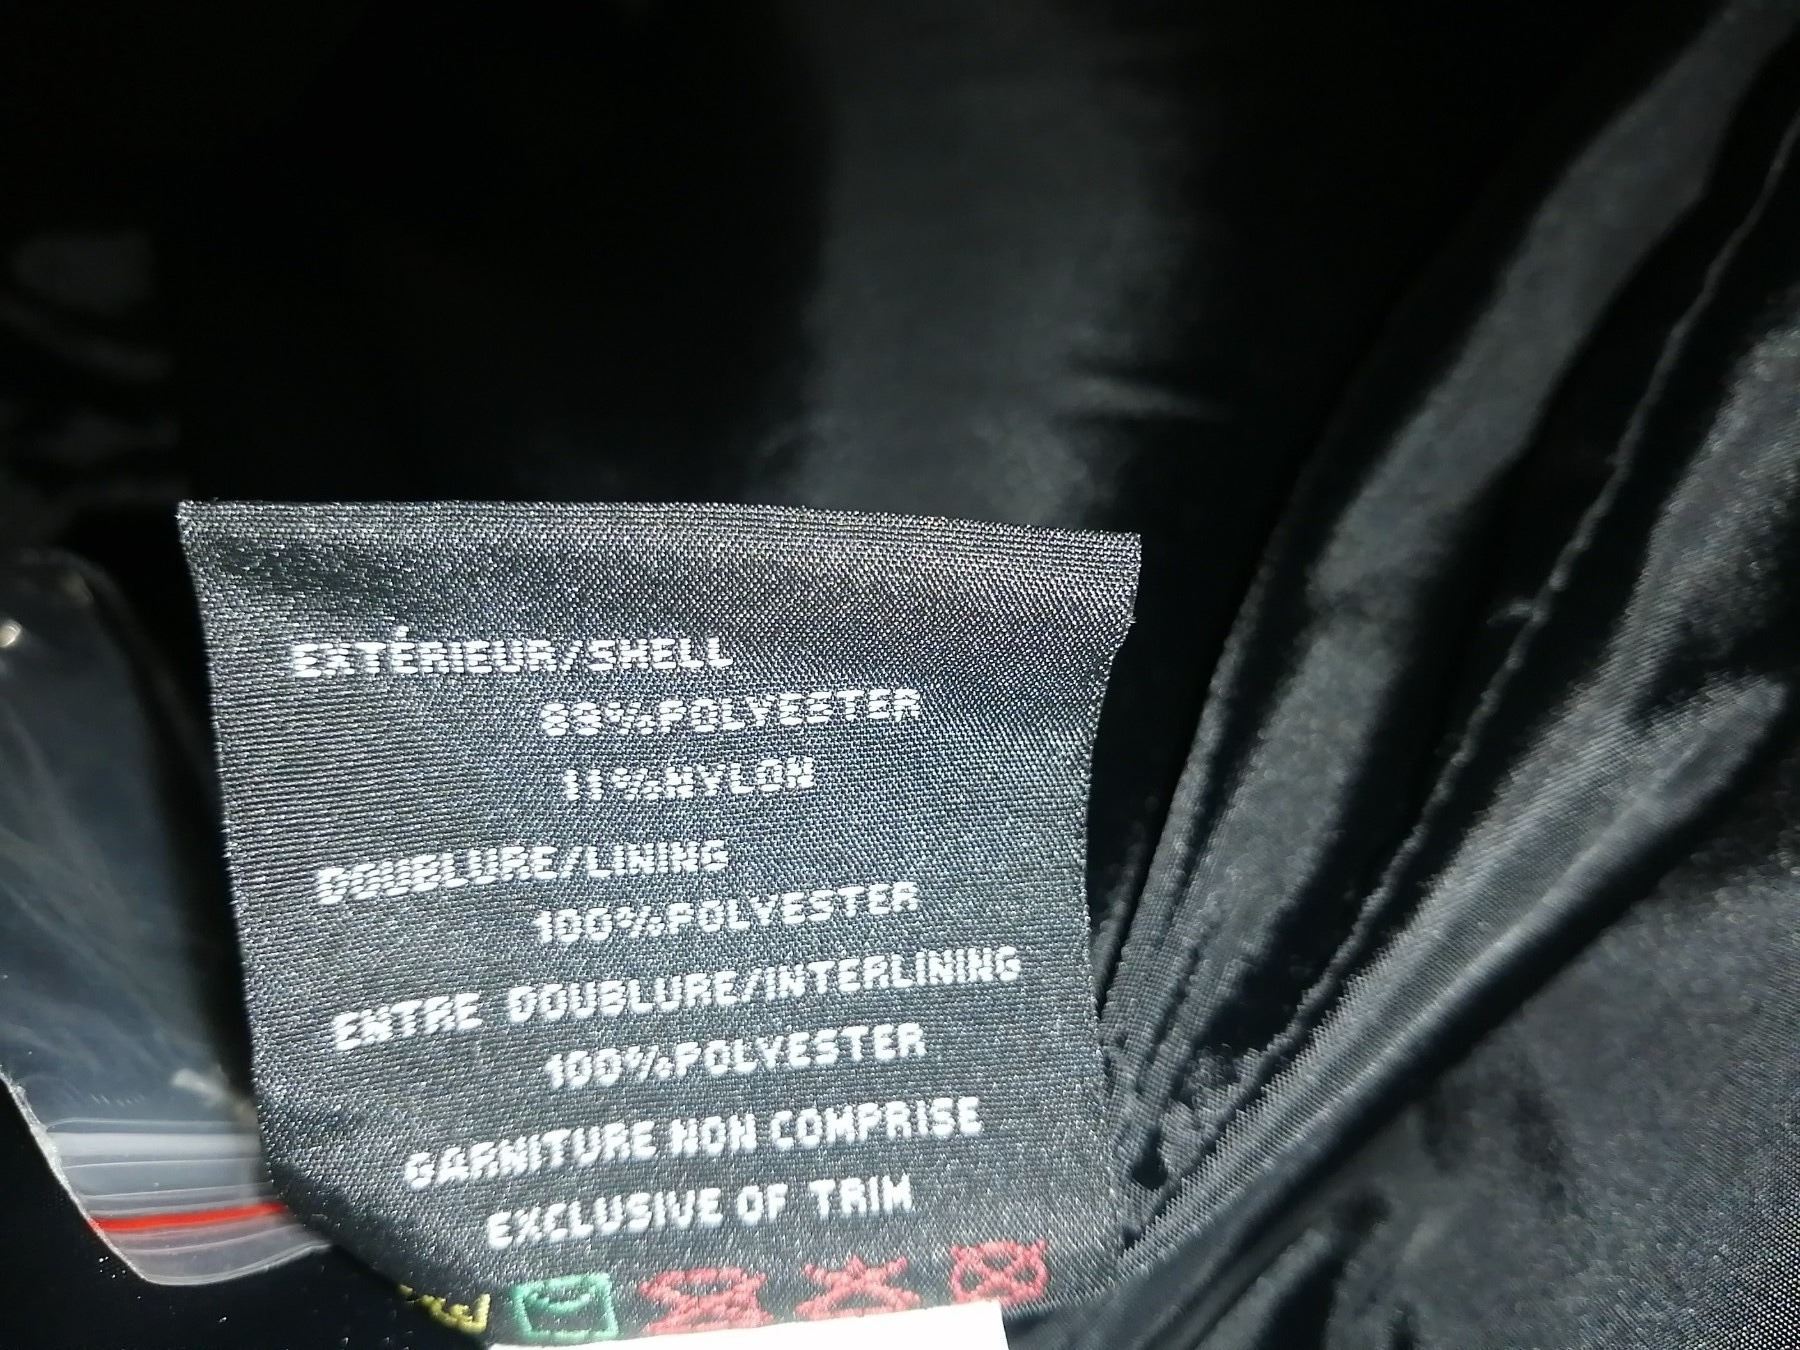 EXTÉRIEUR/SHELL
%POLYESTER
11%NYLON
DOUBLURE/LINING
100%POLYESTER
ENTRE DOUBLURE/INTERLINING
100%POLYESTER
GARNITURE NON COMPRISE
EXCLUSIVE OF TRIM